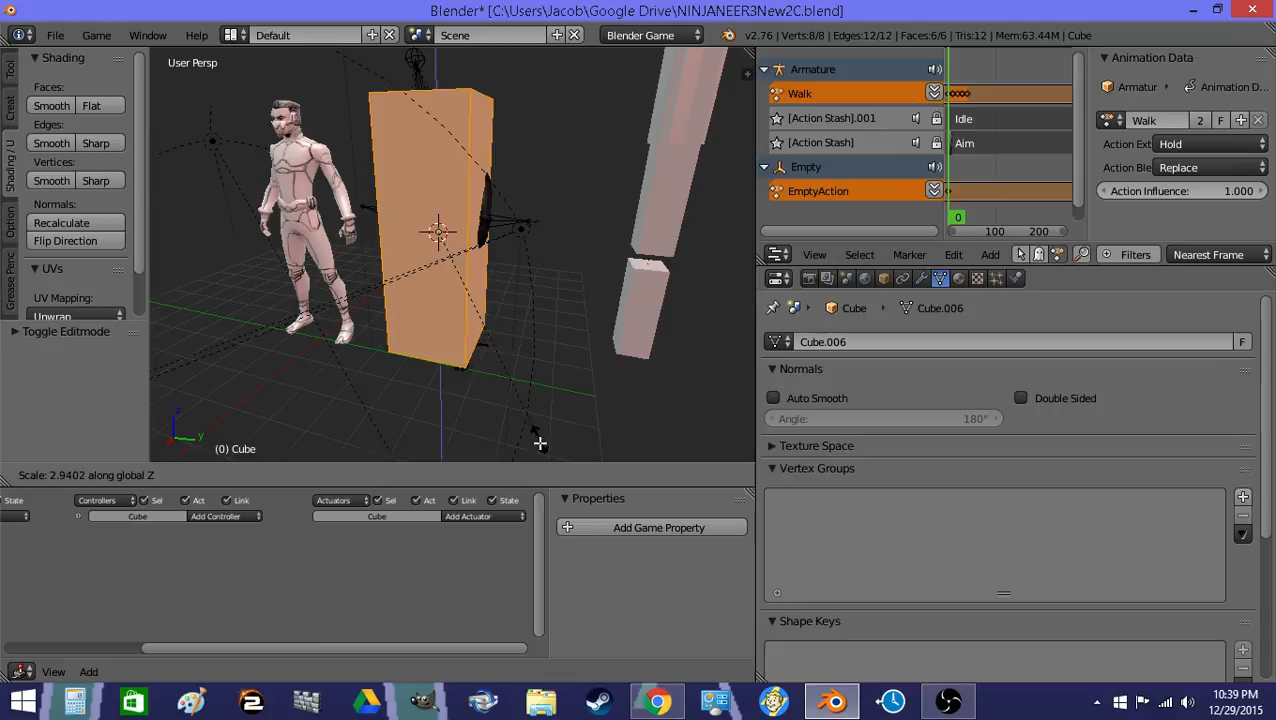 Blender* [C:\Users\Jacob\Google Drive\NINJANEER3New2C.blend]
File Game Window Help Default Scene Blender Game v2.76 | Verts:8/8 | Edges:12/12 | Faces:6/6 | Tris:12 | Mem:63.44M | Cube
Tool
Creat
Shading / U
Option
Grease Penc
Shading
Faces:
Smooth Flat
Edges:
Smooth Sharp
Vertices:
Smooth Sharp
Normals:
Recalculate
Flip Direction
UVs
UV Mapping:
Unwrap
Toggle Editmode
User Persp
z
y
(0) Cube
Scale: 2.9402 along global Z
Armature
Walk
[Action Stash].001 Idle
[Action Stash] Aim
Empty
EmptyAction
0
100 200
Animation Data
Armatur Animation D...
Walk 2 F
Action Ext Hold
Action Ble Replace
Action Influence: 1.000
View Select Marker Edit Add Filters Nearest Frame
Cube Cube.006
Cube.006 F
Normals
Auto Smooth Double Sided
Angle: 180°
Texture Space
Vertex Groups
Shape Keys
State Controllers Sel Act Link Actuators Sel Act Link State
Cube Add Controller Cube Add Actuator
Properties
Add Game Property
View Add
10:39 PM
12/29/2015